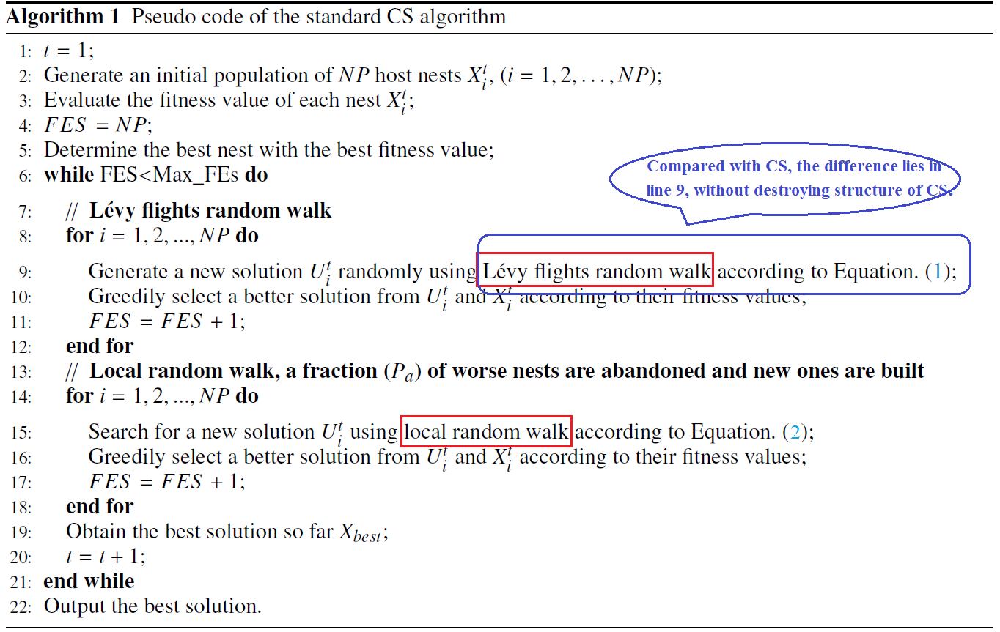 Algorithm 1 Pseudo code of the standard CS algorithm
1: t = 1;
2: Generate an initial population of NP host nests X_i^t, (i = 1, 2, . . . , NP);
3: Evaluate the fitness value of each nest X_i^t;
4: FES = NP;
5: Determine the best nest with the best fitness value;
6: while FES<Max_FEs do
Compared with CS, the difference lies in
line 9, without destroying structure of CS.
7: // Lévy flights random walk
8: for i = 1, 2, ..., NP do
9: Generate a new solution U_i^t randomly using Lévy flights random walk according to Equation. (1);
10: Greedily select a better solution from U_i^t and X_i^t according to their fitness values;
11: FES = FES + 1;
12: end for
13: // Local random walk, a fraction (P_a) of worse nests are abandoned and new ones are built
14: for i = 1, 2, ..., NP do
15: Search for a new solution U_i^t using local random walk according to Equation. (2);
16: Greedily select a better solution from U_i^t and X_i^t according to their fitness values;
17: FES = FES + 1;
18: end for
19: Obtain the best solution so far X_best;
20: t = t + 1;
21: end while
22: Output the best solution.